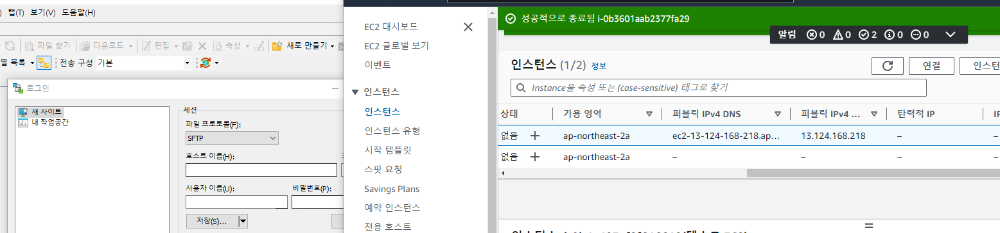 탭(T) 보기(V) 도움말(H)
파일 찾기 다운로드 편집 속성 새로 만들기
열 목록 전송 구성 기본
로그인
새 사이트
내 작업공간
세션
파일 프로토콜(F):
SFTP
호스트 이름(H):
사용자 이름(U): 비밀번호(P):
저장(S)...
EC2 대시보드
EC2 글로벌 보기
이벤트
인스턴스
인스턴스
인스턴스 유형
시작 템플릿
스팟 요청
Savings Plans
예약 인스턴스
전용 호스트
성공적으로 종료됨 i-0b3601aab2377fa29
알림 0 0 2 0 0
인스턴스 (1/2) 정보
연결
인스턴
Instance을 속성 또는 (case-sensitive) 태그로 찾기
상태 가용 영역 퍼블릭 IPv4 DNS 퍼블릭 IPv4 ... 탄력적 IP IP
없음 ap-northeast-2a ec2-13-124-168-218.ap... 13.124.168.218 – –
없음 ap-northeast-2a – – – –